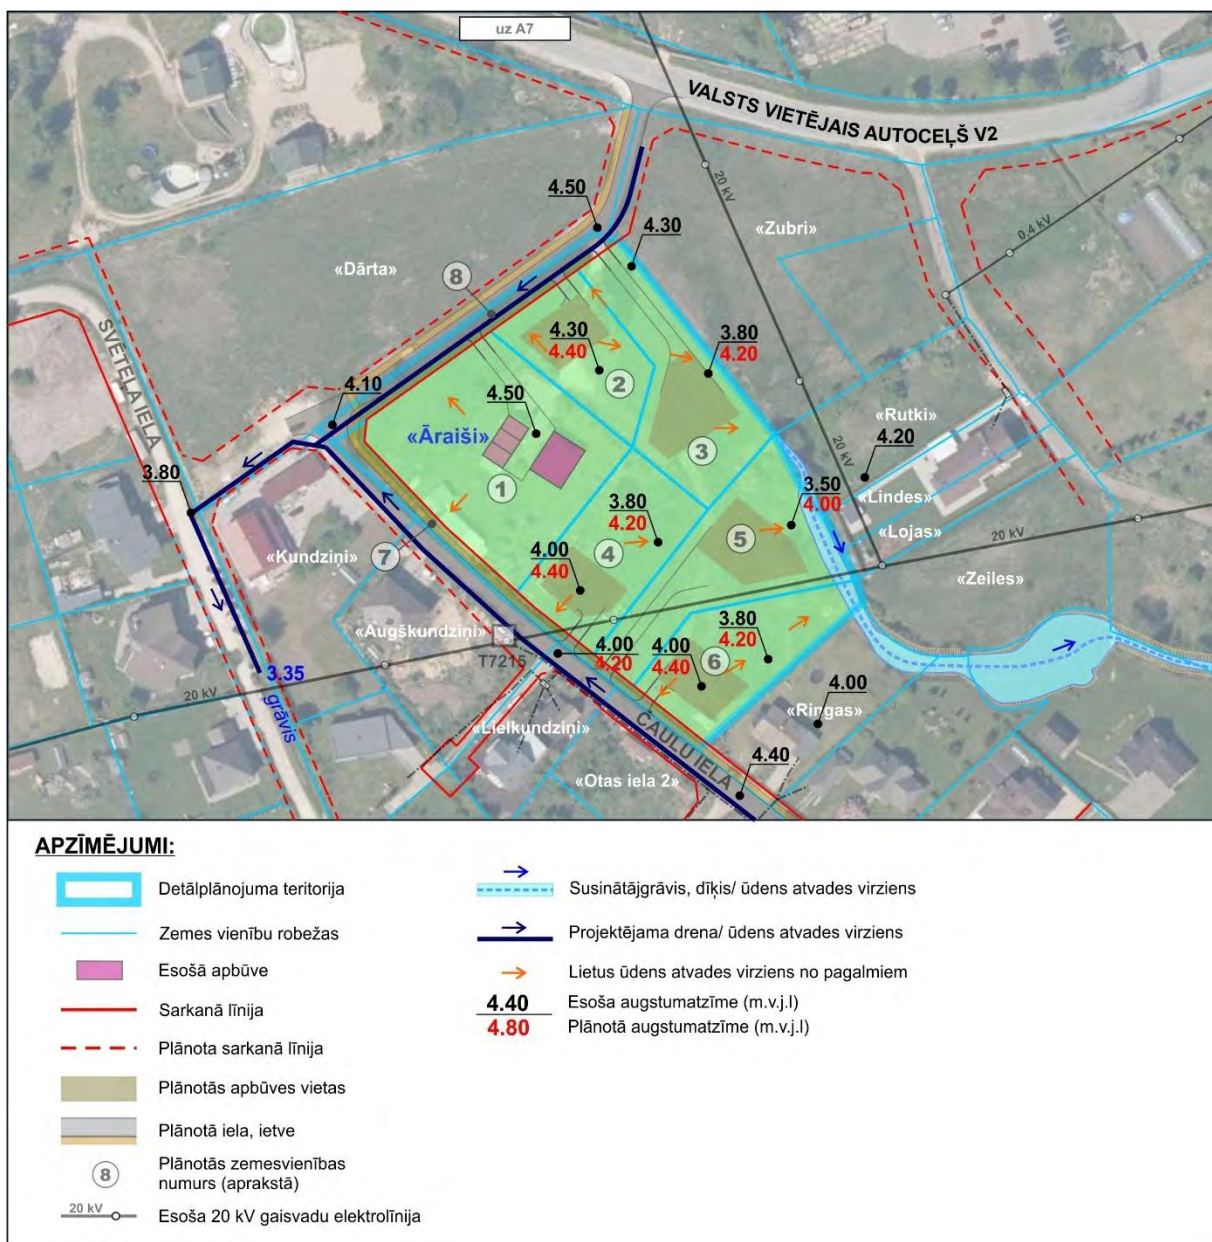 uz A7
VALSTS VIETĒJAIS AUTOCEĻŠ V2
20 kV
0.4 kV
4.50
4.30
«Zubri»
«Dārta»
8
SVĒTEĻA IELA
4.30
4.40
3.80
4.20
2
4.10
4.50
«Āraiši»
«Rutki»
4.20
3
20 kV
3.80
1
3.50
4.00
«Lindes»
3.80
4.20
«Lojas»
20 kV
5
«Kundziņi»
7
4
4.00
4.40
«Zeiles»
«Augškundziņi»
T7215
3.80
4.20
4.00
4.20
4.00
4.40
6
3.35
20 kV
grāvis
4.00
«Ringas»
«Lielkundziņi»
CAUĻU IELA
«Otas iela 2»
4.40
APZĪMĒJUMI:
Detālplānojuma teritorija
Zemes vienību robežas
Esošā apbūve
Sarkanā līnija
Plānota sarkanā līnija
Plānotās apbūves vietas
Plānotā iela, ietve
8
Plānotās zemesvienības
numurs (aprakstā)
20 kV
Esoša 20 kV gaisvadu elektrolīnija
Susinātājgrāvis, dīķis/ ūdens atvades virziens
Projektējama drena/ ūdens atvades virziens
Lietus ūdens atvades virziens no pagalmiem
4.40
Esoša augstumatzīme (m.v.j.l)
4.80
Plānotā augstumatzīme (m.v.j.l)